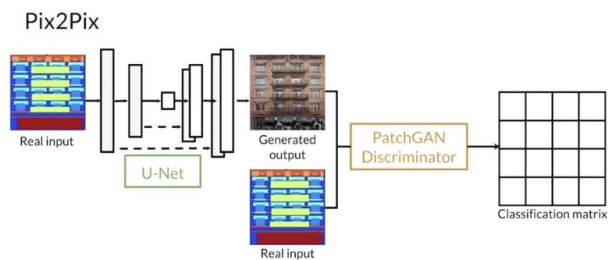 Pix2Pix
Real input
U-Net
Generated
output
Real input
PatchGAN
Discriminator
Classification matrix